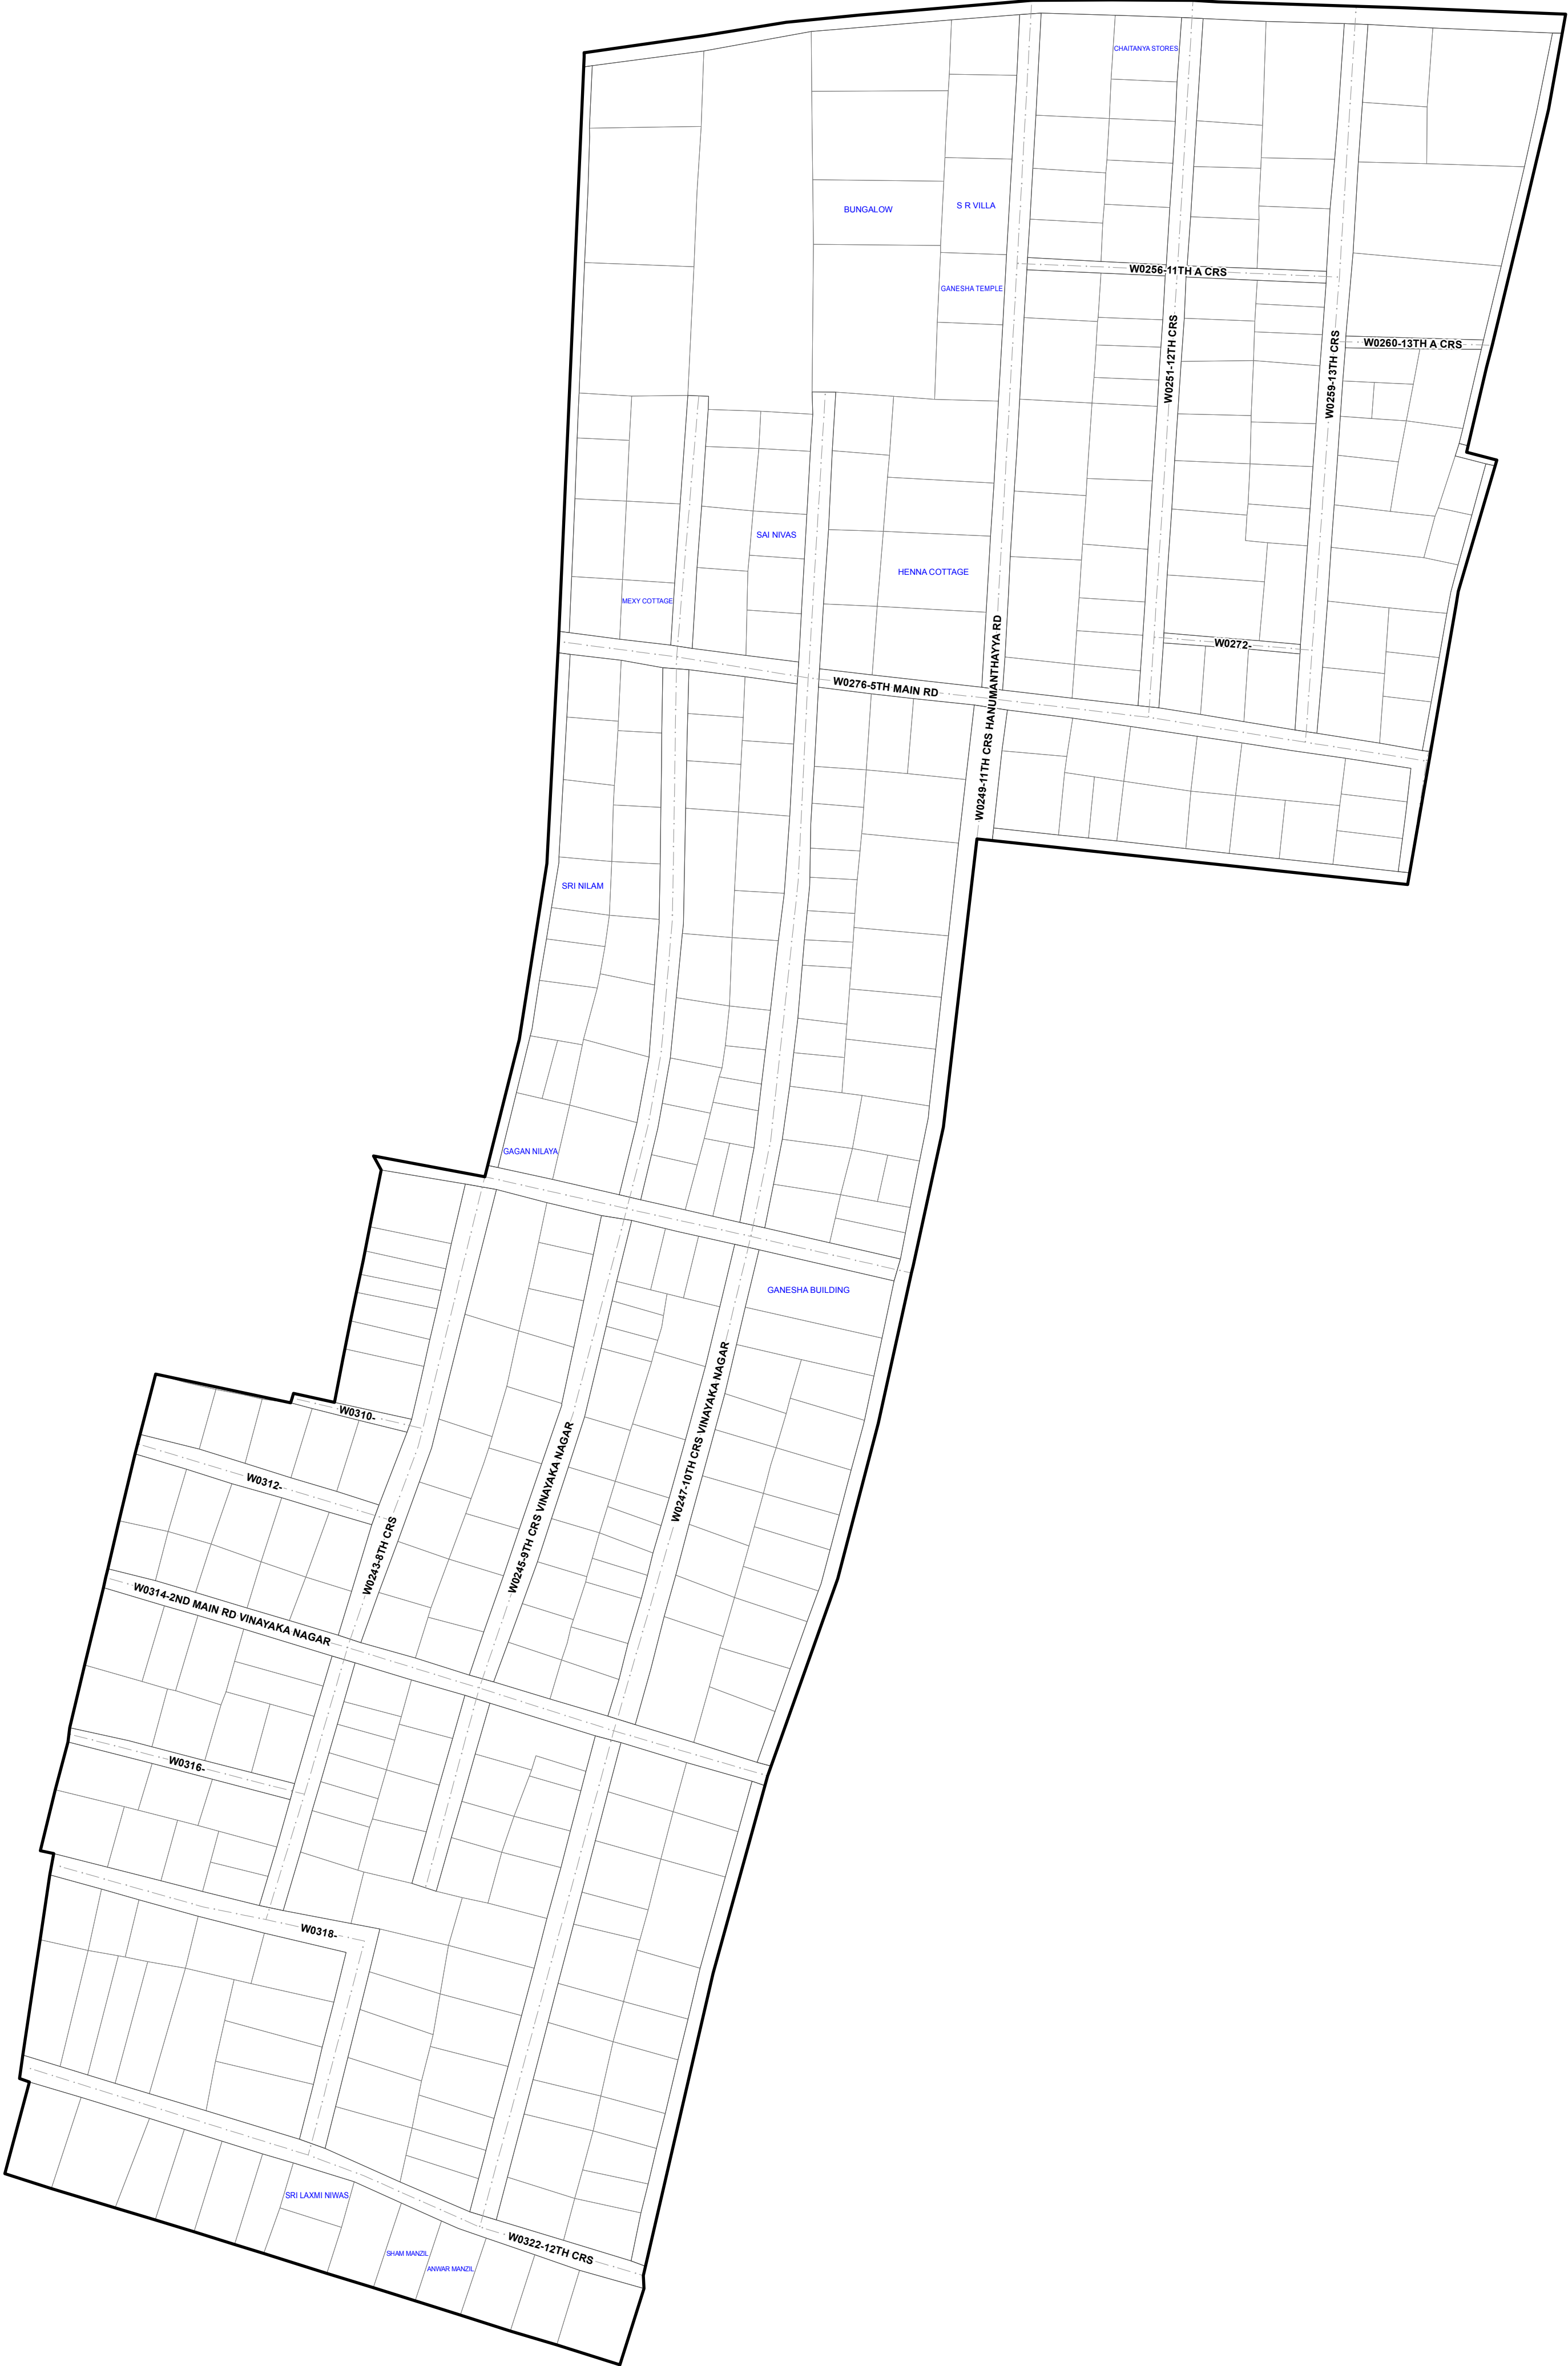 CHAITANYA STORES
BUNGALOW
S R VILLA
W0256-11TH A CRS
GANESHA TEMPLE
W0260-13TH A CRS
W0251-12TH CRS
W0259-13TH CRS
SAI NIVAS
HENNA COTTAGE
MEXY COTTAGE
W0272-
W0276-5TH MAIN RD
W0249-11TH CRS HANUMANTHAYYA RD
SRI NILAM
GAGAN NILAYA
GANESHA BUILDING
W0310-
W0247-10TH CRS VINAYAKA NAGAR
W0312-
W0245-9TH CRS VINAYAKA NAGAR
W0243-8TH CRS
W0314-2ND MAIN RD VINAYAKA NAGAR
W0316-
W0318-
SRI LAXMI NIWAS
W0322-12TH CRS
SHAM MANZIL
ANWAR MANZIL